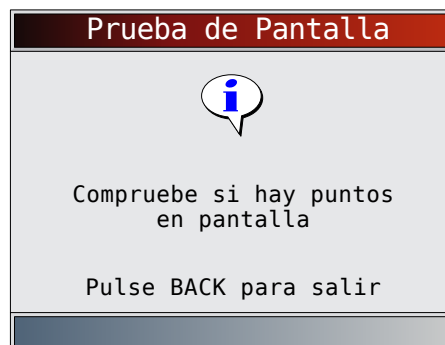 Prueba de Pantalla
i
Compruebe si hay puntos
en pantalla
Pulse BACK para salir